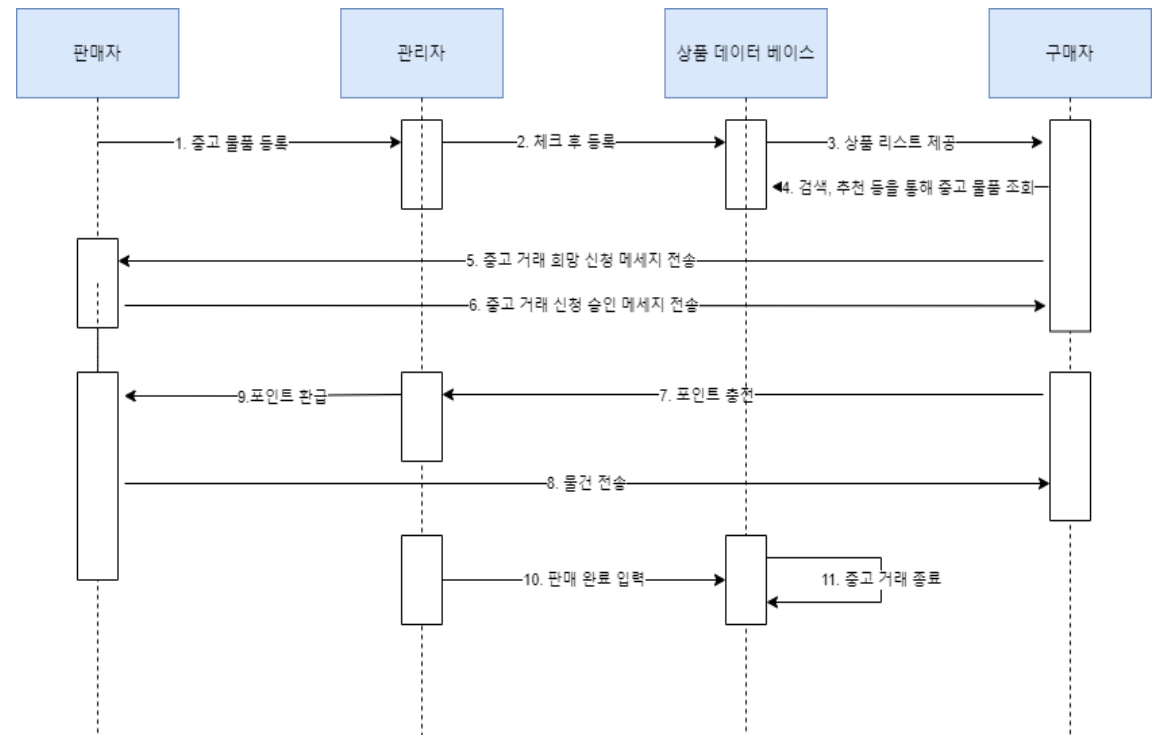 판매자
관리자
상품 데이터 베이스
구매자
1. 중고 물품 등록
2. 체크 후 등록
3. 상품 리스트 제공
4. 검색, 추천 등을 통해 중고 물품 조회
5. 중고 거래 희망 신청 메세지 전송
6. 중고 거래 신청 승인 메세지 전송
9.포인트 환급
7. 포인트 충전
8. 물건 전송
10. 판매 완료 입력
11. 중고 거래 종료